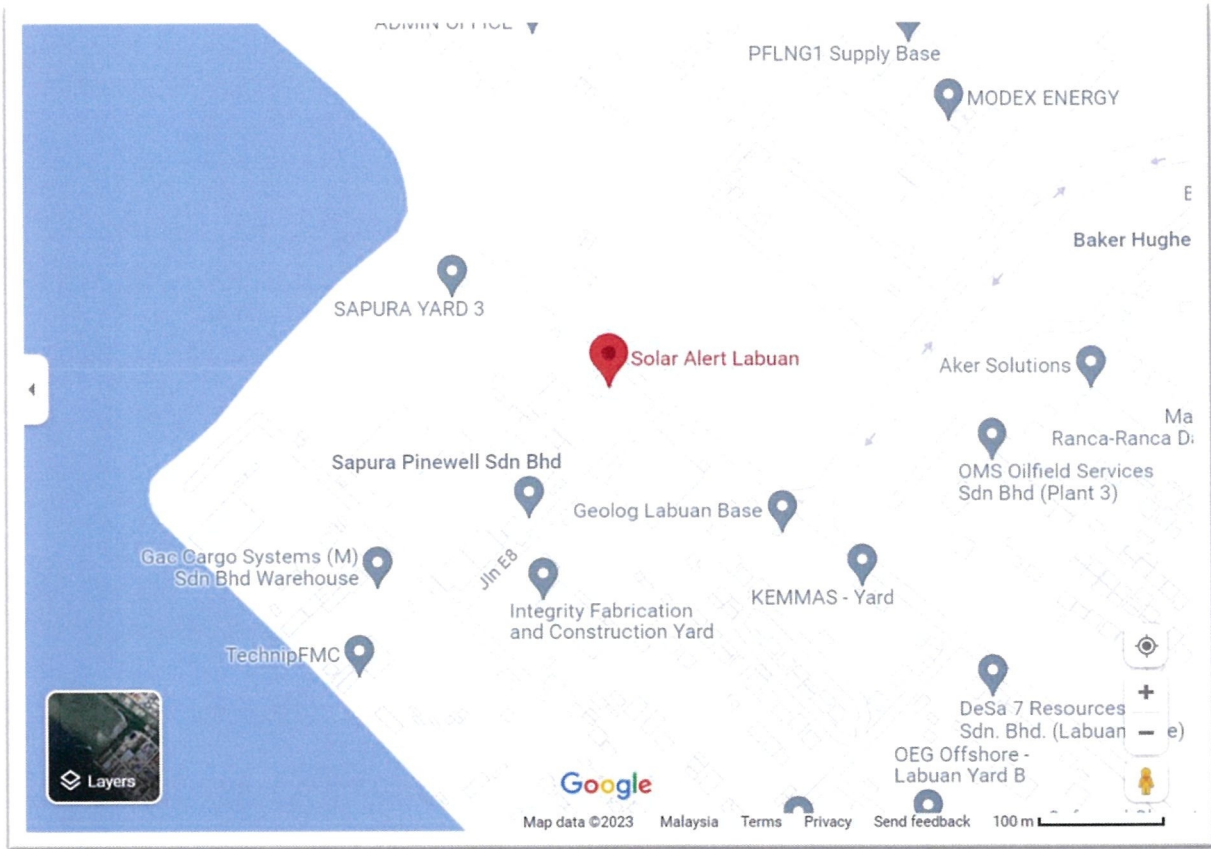 ADMIN OFFICE
PFLNG1 Supply Base
MODEX ENERGY
E
Baker Hughe
SAPURA YARD 3
Solar Alert Labuan
Aker Solutions
Ma
Ranca-Ranca
OMS Oilfield Services
Sdn Bhd (Plant 3)
Sapura Pinewell Sdn Bhd
Geolog Labuan Base
Gac Cargo Systems (M)
Sdn Bhd Warehouse
Jln E8
KEMMAS - Yard
Integrity Fabrication
and Construction Yard
TechnipFMC
DeSa 7 Resources
Sdn. Bhd. (Labuan e)
OEG Offshore -
Labuan Yard B
Layers
Google
Map data ©2023 Malaysia Terms Privacy Send feedback 100 m